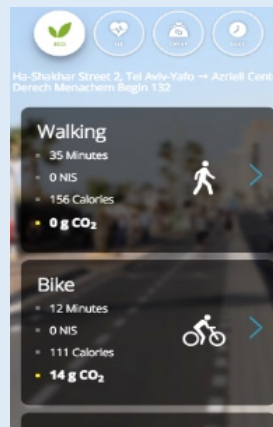 ECO
Ha-Shakhar Street 2, Tel Aviv-Yafo → Azrieli Cent
Derech Menachem Begin 132
Walking
35 Minutes
0 NIS
156 Calories
0 g CO₂
Bike
12 Minutes
0 NIS
111 Calories
14 g CO₂